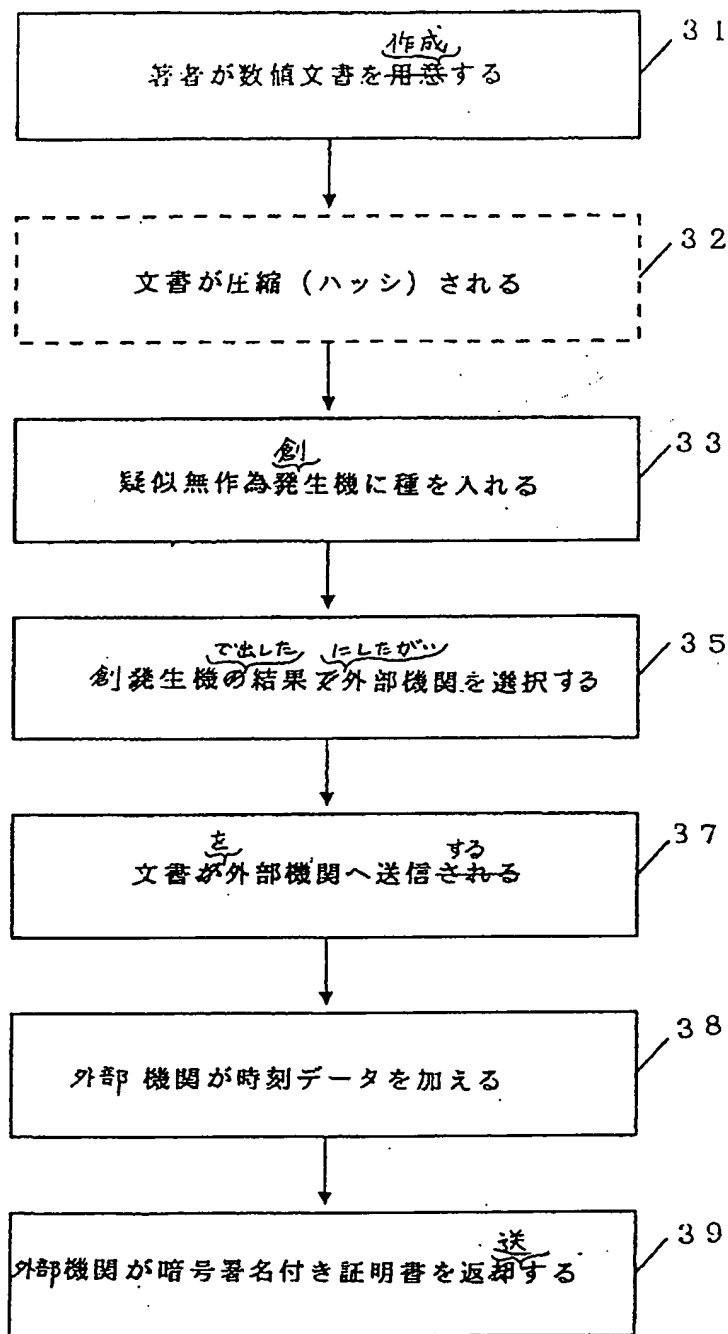 31
作成
著者が数値文書を用意する
32
文書が圧縮（ハッシ）される
33
創
疑似無作為発生機に種を入れる
35
で出した にしたがい
創発生機の結果で外部機関を選択する
37
を する
文書が外部機関へ送信される
38
外部機関が時刻データを加える
39
送
外部機関が暗号署名付き証明書を返却する